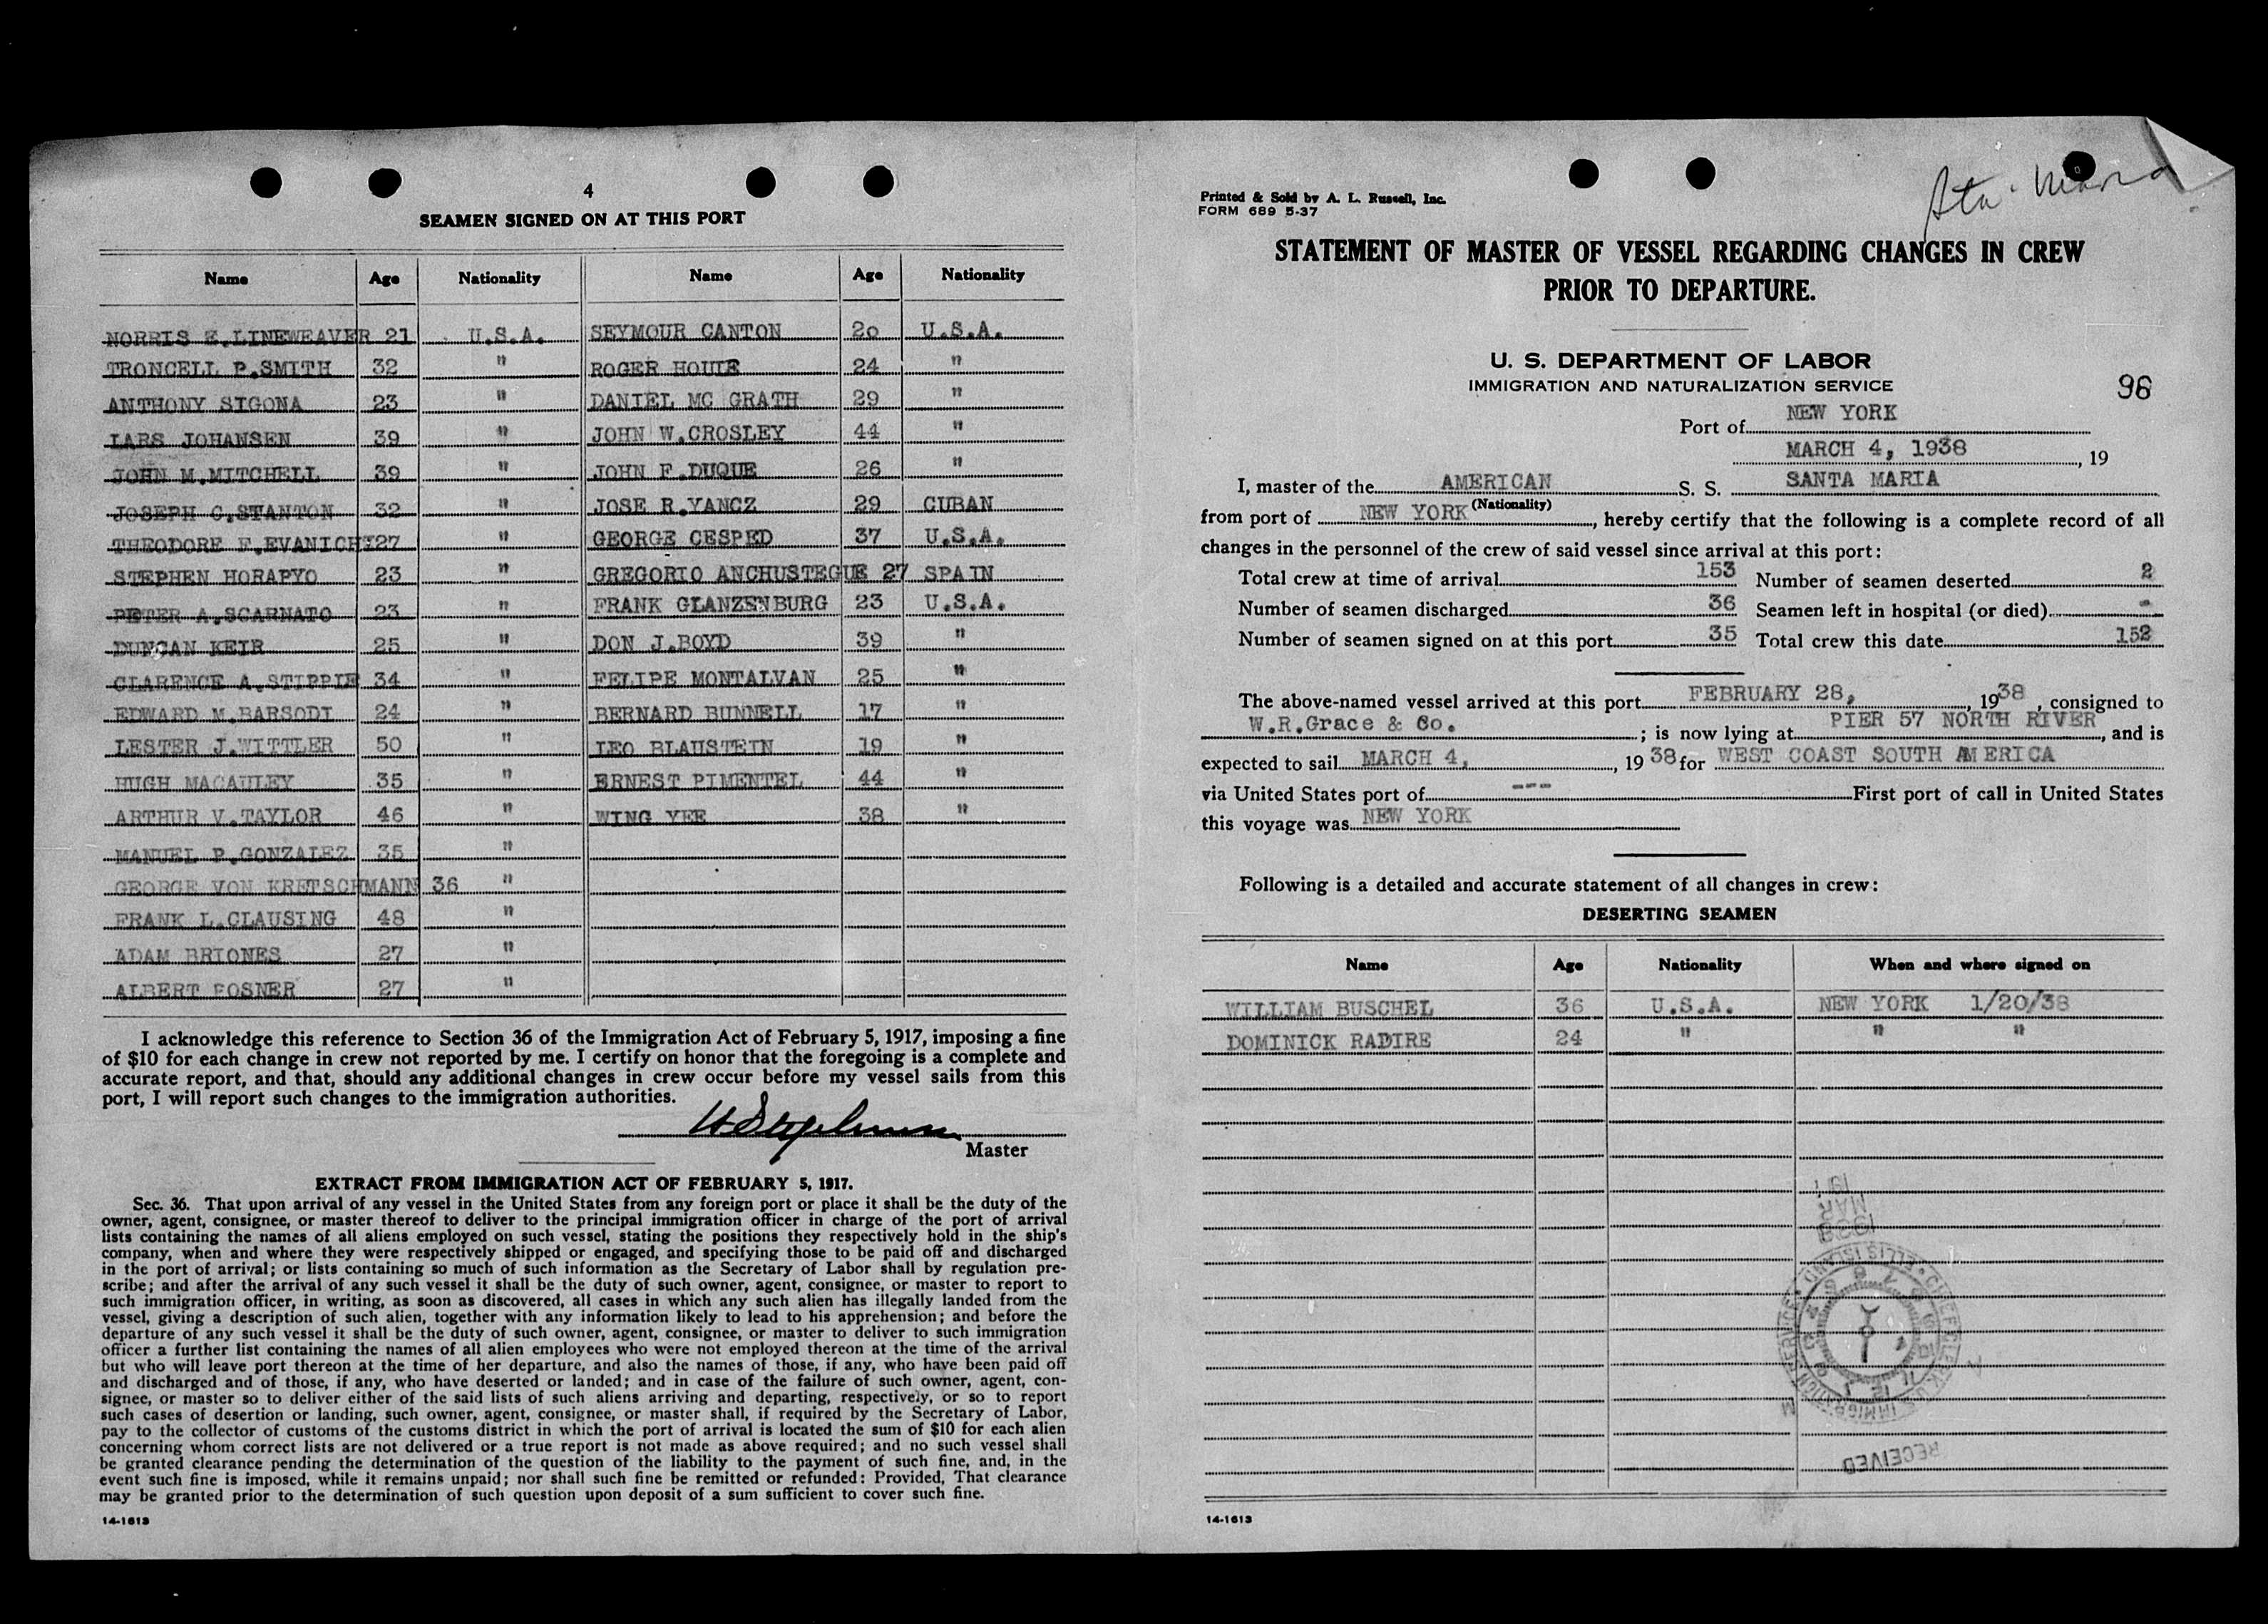 4
SEAMEN SIGNED ON AT THIS PORT
Name Age Nationality Name Age Nationality
NORRIS E.LINEWEAVER 21 U.S.A. SEYMOUR CANTON 20 U.S.A.
TRONCELL P.SMITH 32 " ROGER HOUIE 24 "
ANTHONY SIGONA 23 " DANIEL MC GRATH 29 "
LARS JOHANSEN 39 " JOHN W.CROSLEY 44 "
JOHN M.MITCHELL 39 " JOHN F.DUQUE 26 "
JOSEPH C.STANTON 32 " JOSE R.YANCZ 29 CUBAN
THEODORE F.EVANICHI 27 " GEORGE CESPED 37 U.S.A.
STEPHEN HORAPYO 23 " GREGORIO ANCHUSTEGUE 27 SPAIN
PETER A.SCARNATO 23 " FRANK GLANZENBURG 23 U.S.A.
DUNCAN KEIR 25 " DON J.BOYD 39 "
CLARENCE A.STIPPIE 34 " FELIPE MONTALVAN 25 "
EDWARD M.BARSODI 24 " BERNARD BUNNELL 17 "
LESTER J.WITTLER 50 " LEO BLAUSTEIN 19 "
HUGH MACAULEY 35 " ERNEST PIMENTEL 44 "
ARTHUR V.TAYLOR 46 " WING YEE 38 "
MANUEL P.GONZALEZ 35 "
GEORGE VON KRETSCHMANN 36 "
FRANK L.CLAUSING 48 "
ADAM BRIONES 27 "
ALBERT POSNER 27 "
I acknowledge this reference to Section 36 of the Immigration Act of February 5, 1917, imposing a fine
of $10 for each change in crew not reported by me. I certify on honor that the foregoing is a complete and
accurate report, and that, should any additional changes in crew occur before my vessel sails from this
port, I will report such changes to the immigration authorities.
Master
EXTRACT FROM IMMIGRATION ACT OF FEBRUARY 5, 1917.
Sec. 36. That upon arrival of any vessel in the United States from any foreign port or place it shall be the duty of the
owner, agent, consignee, or master thereof to deliver to the principal immigration officer in charge of the port of arrival
lists containing the names of all aliens employed on such vessel, stating the positions they respectively hold in the ship's
company, when and where they were respectively shipped or engaged, and specifying those to be paid off and discharged
in the port of arrival; or lists containing so much of such information as the Secretary of Labor shall by regulation pre-
scribe; and after the arrival of any such vessel it shall be the duty of such owner, agent, consignee, or master to report to
such immigration officer, in writing, as soon as discovered, all cases in which any such alien has illegally landed from the
vessel, giving a description of such alien, together with any information likely to lead to his apprehension; and before the
departure of any such vessel it shall be the duty of such owner, agent, consignee, or master to deliver to such immigration
officer a further list containing the names of all alien employees who were not employed thereon at the time of the arrival
but who will leave port thereon at the time of her departure, and also the names of those, if any, who have been paid off
and discharged and of those, if any, who have deserted or landed; and in case of the failure of such owner, agent, con-
signee, or master so to deliver either of the said lists of such aliens arriving and departing, respectively, or so to report
such cases of desertion or landing, such owner, agent, consignee, or master shall, if required by the Secretary of Labor,
pay to the collector of customs of the customs district in which the port of arrival is located the sum of $10 for each alien
concerning whom correct lists are not delivered or a true report is not made as above required; and no such vessel shall
be granted clearance pending the determination of the question of the liability to the payment of such fine, and, in the
event such fine is imposed, while it remains unpaid; nor shall such fine be remitted or refunded: Provided, That clearance
may be granted prior to the determination of such question upon deposit of a sum sufficient to cover such fine.
14-1613
Sta. Maria
Printed & Sold by A. L. Russell, Inc.
FORM 689 5-37
STATEMENT OF MASTER OF VESSEL REGARDING CHANGES IN CREW
PRIOR TO DEPARTURE.
U. S. DEPARTMENT OF LABOR
IMMIGRATION AND NATURALIZATION SERVICE
96
Port of NEW YORK
MARCH 4, 1938, 19
I, master of the AMERICAN S. S. SANTA MARIA
(Nationality)
from port of NEW YORK, hereby certify that the following is a complete record of all
changes in the personnel of the crew of said vessel since arrival at this port:
Total crew at time of arrival 153 Number of seamen deserted 2
Number of seamen discharged 36 Seamen left in hospital (or died) -
Number of seamen signed on at this port 35 Total crew this date 152
The above-named vessel arrived at this port FEBRUARY 28, , 1938, consigned to
W.R.Grace & Co. ; is now lying at PIER 57 NORTH RIVER, and is
expected to sail MARCH 4, , 1938 for WEST COAST SOUTH AMERICA
via United States port of --- First port of call in United States
this voyage was NEW YORK
Following is a detailed and accurate statement of all changes in crew:
DESERTING SEAMEN
Name Age Nationality When and where signed on
WILLIAM BUSCHEL 36 U.S.A. NEW YORK 1/20/38
DOMINICK RADIRE 24 " " "
MAR
1938
RECEIVED
14-1613